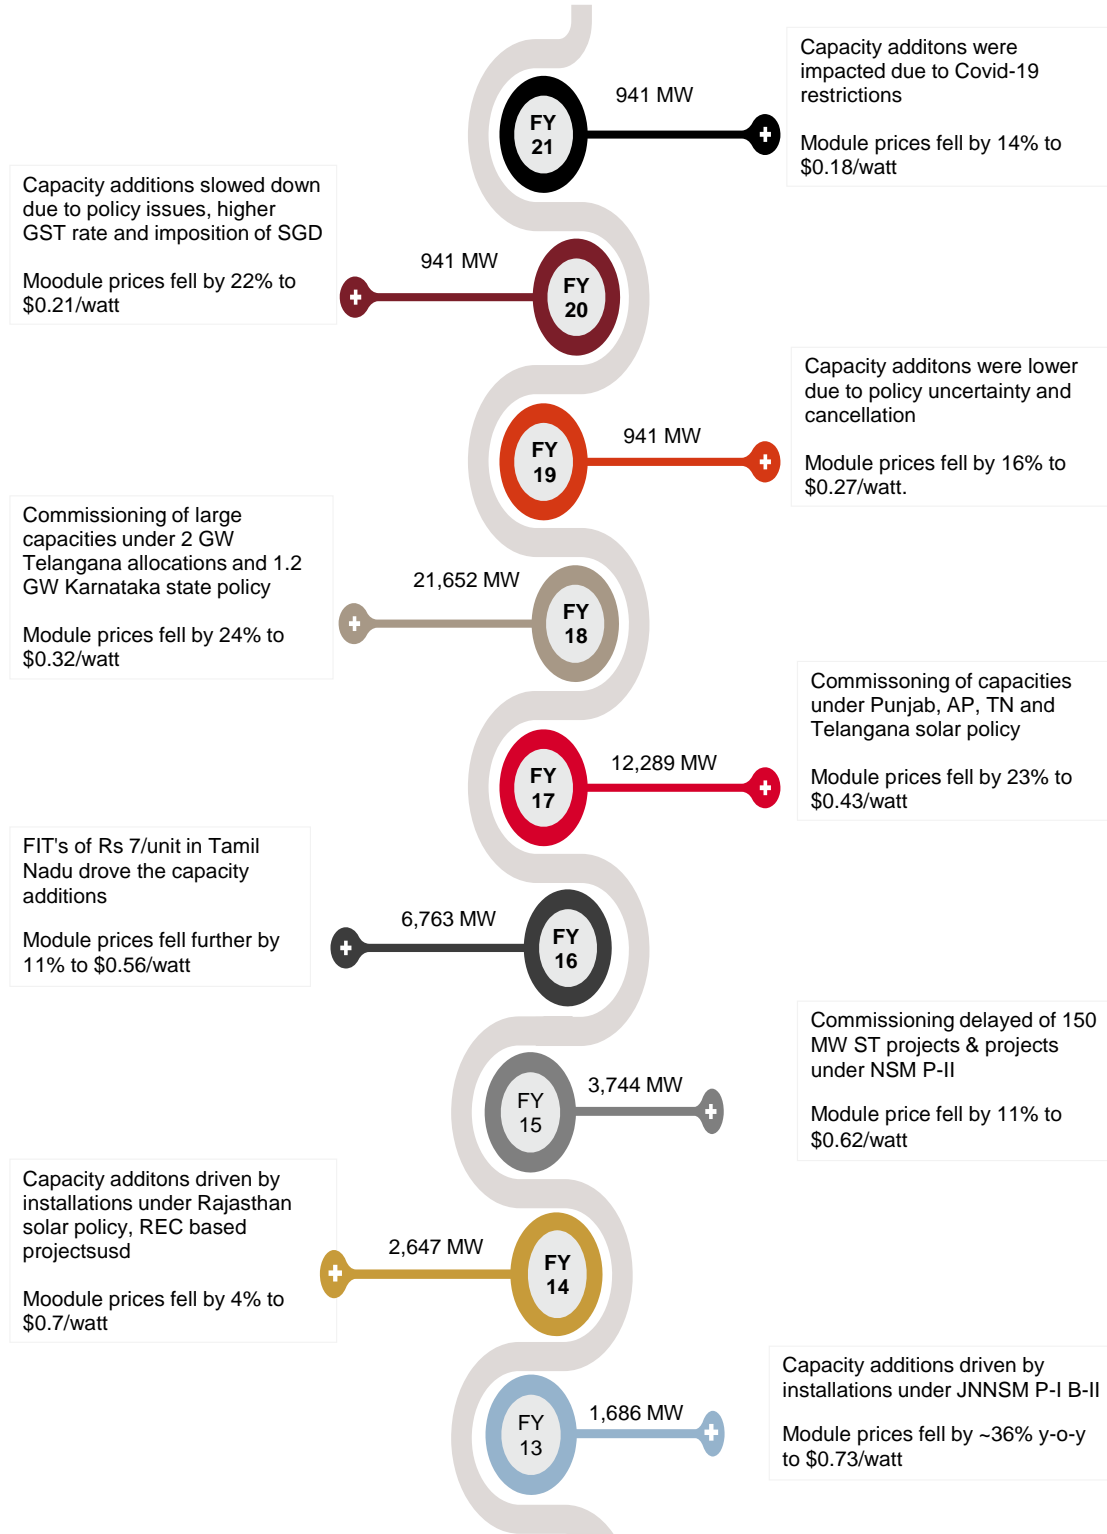 FY
21
941 MW
Capacity additons were
impacted due to Covid-19
restrictions
Module prices fell by 14% to
$0.18/watt
Capacity additions slowed down
due to policy issues, higher
GST rate and imposition of SGD
Moodule prices fell by 22% to
$0.21/watt
941 MW
FY
20
FY
19
941 MW
Capacity additons were lower
due to policy uncertainty and
cancellation
Module prices fell by 16% to
$0.27/watt.
Commissioning of large
capacities under 2 GW
Telangana allocations and 1.2
GW Karnataka state policy
Module prices fell by 24% to
$0.32/watt
21,652 MW
FY
18
FY
17
12,289 MW
Commissoning of capacities
under Punjab, AP, TN and
Telangana solar policy
Module prices fell by 23% to
$0.43/watt
FIT's of Rs 7/unit in Tamil
Nadu drove the capacity
additions
Module prices fell further by
11% to $0.56/watt
6,763 MW
FY
16
FY
15
3,744 MW
Commissioning delayed of 150
MW ST projects & projects
under NSM P-II
Module price fell by 11% to
$0.62/watt
Capacity additons driven by
installations under Rajasthan
solar policy, REC based
projectsusd
Moodule prices fell by 4% to
$0.7/watt
2,647 MW
FY
14
FY
13
1,686 MW
Capacity additions driven by
installations under JNNSM P-I B-II
Module prices fell by ~36% y-o-y
to $0.73/watt